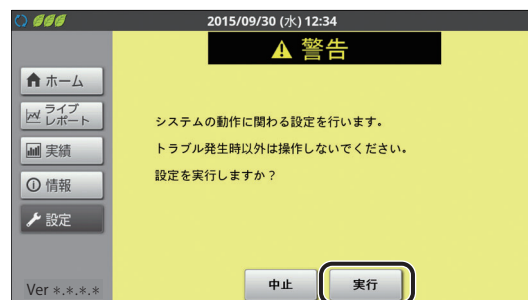 2015/09/30 (水) 12:34
警告
ホーム
ライブ
レポート
実績
情報
設定
システムの動作に関わる設定を行います。
トラブル発生時以外は操作しないでください。
設定を実行しますか？
中止
実行
Ver *.*.*.*